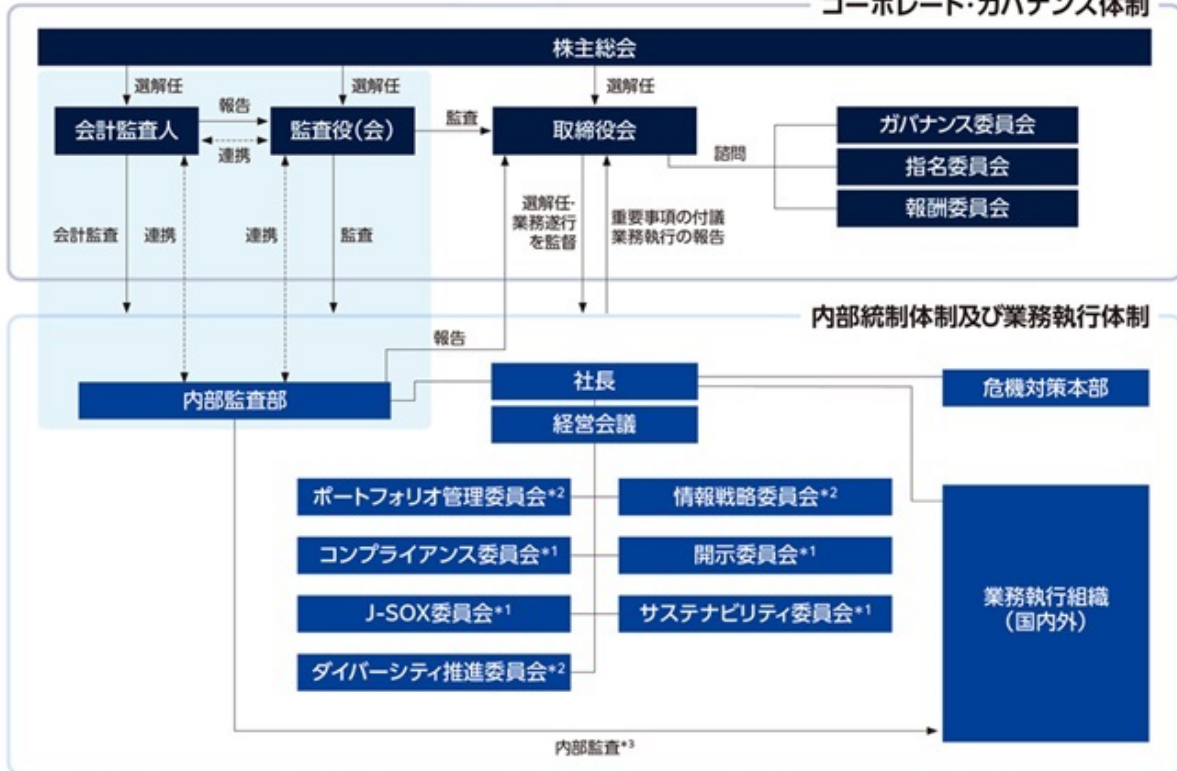 コーポレート・ガバナンス体制
株主総会
選解任
選解任
選解任
会計監査人
報告
連携
監査役(会)
監査
取締役会
諮問
ガバナンス委員会
指名委員会
報酬委員会
会計監査
連携
連携
監査
選解任・
業務遂行
を監督
重要事項の付議
業務執行の報告
内部統制体制及び業務執行体制
報告
内部監査部
社長
経営会議
危機対策本部
ポートフォリオ管理委員会*2
情報戦略委員会*2
コンプライアンス委員会*1
開示委員会*1
J-SOX委員会*1
サステナビリティ委員会*1
ダイバーシティ推進委員会*2
業務執行組織
(国内外)
内部監査*3